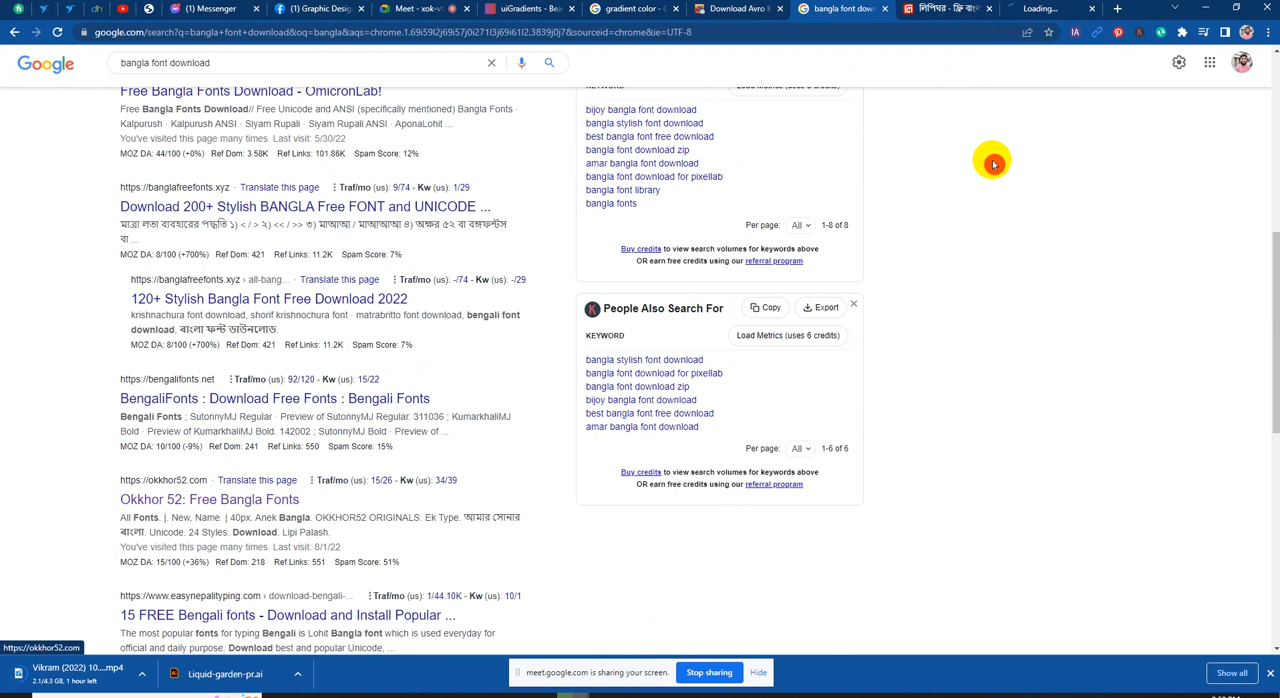 (1) Messenger
(1) Graphic Desig
Meet - xok-v
uiGradients - Bea
gradient color - G
Download Avro K
bangla font down
লিপিঘর - ফ্রি বাং
Loading...
google.com/search?q=bangla+font+download&oq=bangla&aqs=chrome.1.69i59l2j69i57j0i271j69i60j69i61l2.3839j0j7&sourceid=chrome&ie=UTF-8
Google
bangla font download
Free Bangla Fonts Download - OmicronLab!
Free Bangla Fonts Download// Free Unicode and ANSI (specifically mentioned) Bangla Fonts ·
Kalpurush · Kalpurush ANSI · Siyam Rupali · Siyam Rupali ANSI · AponaLohit ...
You've visited this page many times. Last visit: 5/30/22
MOZ DA: 44/100 (+0%) Ref Dom: 3.58K Ref Links: 101.86K Spam Score: 12%
https://banglafreefonts.xyz · Translate this page ⋮Traf/mo (us): 9/74 - Kw (us): 1/29
Download 200+ Stylish BANGLA Free FONT and UNICODE ...
মাত্রা লতা ব্যবহারের পদ্ধতি ১) < / > ২) << / >> ৩) মাআআ / মাআআআ ৪) অক্ষর ৫২ বা বঙ্গফন্টস
বা ...
MOZ DA: 8/100 (+700%) Ref Dom: 421 Ref Links: 11.2K Spam Score: 7%
https://banglafreefonts.xyz › all-bang... · Translate this page ⋮Traf/mo (us): -/74 - Kw (us): -/29
120+ Stylish Bangla Font Free Download 2022
krishnachura font download, shorif krishnochura font · matrabritto font download, bengali font
download, বাংলা ফন্ট ডাউনলোড.
MOZ DA: 8/100 (+700%) Ref Dom: 421 Ref Links: 11.2K Spam Score: 7%
https://bengalifonts.net ⋮Traf/mo (us): 92/120 - Kw (us): 15/22
BengaliFonts : Download Free Fonts : Bengali Fonts
Bengali Fonts ; SutonnyMJ Regular · Preview of SutonnyMJ Regular. 311036 ; KumarkhaliMJ
Bold · Preview of KumarkhaliMJ Bold. 142002 ; SutonnyMJ Bold · Preview of ...
MOZ DA: 10/100 (-9%) Ref Dom: 241 Ref Links: 550 Spam Score: 15%
https://okkhor52.com · Translate this page ⋮Traf/mo (us): 15/26 - Kw (us): 34/39
Okkhor 52: Free Bangla Fonts
All Fonts. |. New, Name. | 40px. Anek Bangla. OKKHOR52 ORIGINALS. Ek Type. আমার সোনার
বাংলা. Unicode. 24 Styles. Download. Lipi Palash.
You've visited this page many times. Last visit: 8/1/22
MOZ DA: 15/100 (+36%) Ref Dom: 218 Ref Links: 551 Spam Score: 51%
https://www.easynepalityping.com › download-bengali-... ⋮Traf/mo (us): 1/44.10K - Kw (us): 10/1
15 FREE Bengali fonts - Download and Install Popular ...
The most popular fonts for typing Bengali is Lohit Bangla font which is used everyday for
official and daily purpose. Download best and popular Unicode, ...
bijoy bangla font download
bangla stylish font download
best bangla font free download
bangla font download zip
amar bangla font download
bangla font download for pixellab
bangla font library
bangla fonts
Per page: All 1-8 of 8
Buy credits to view search volumes for keywords above
OR earn free credits using our referral program
K People Also Search For Copy Export
KEYWORD Load Metrics (uses 6 credits)
bangla stylish font download
bangla font download for pixellab
bangla font download zip
bijoy bangla font download
best bangla font free download
amar bangla font download
Per page: All 1-6 of 6
Buy credits to view search volumes for keywords above
OR earn free credits using our referral program
https://okkhor52.com
Vikram (2022) 10....mp4
2.1/4.3 GB, 1 hour left
Liquid-garden-pr.ai
meet.google.com is sharing your screen. Stop sharing Hide
Show all